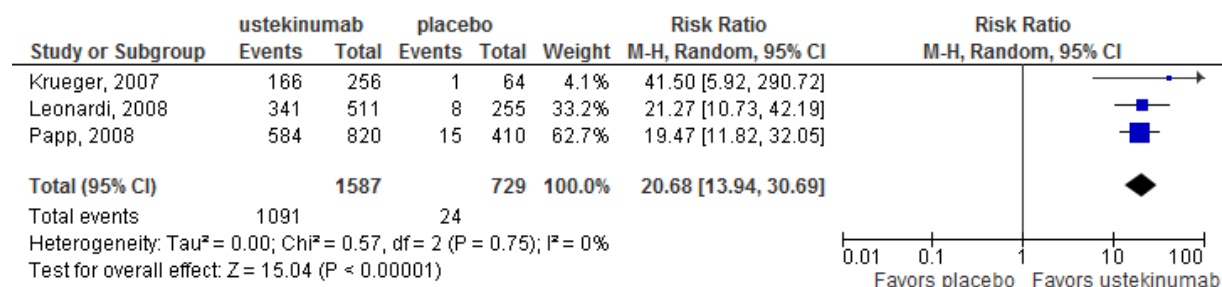 ustekinumab placebo Risk Ratio Risk Ratio
Study or Subgroup Events Total Events Total Weight M-H, Random, 95% CI M-H, Random, 95% CI
Krueger, 2007 166 256 1 64 4.1% 41.50 [5.92, 290.72]
Leonardi, 2008 341 511 8 255 33.2% 21.27 [10.73, 42.19]
Papp, 2008 584 820 15 410 62.7% 19.47 [11.82, 32.05]
Total (95% CI) 1587 729 100.0% 20.68 [13.94, 30.69]
Total events 1091 24
Heterogeneity: Tau² = 0.00; Chi² = 0.57, df = 2 (P = 0.75); I² = 0%
Test for overall effect: Z = 15.04 (P < 0.00001)
0.01 0.1 1 10 100
Favors placebo Favors ustekinumab